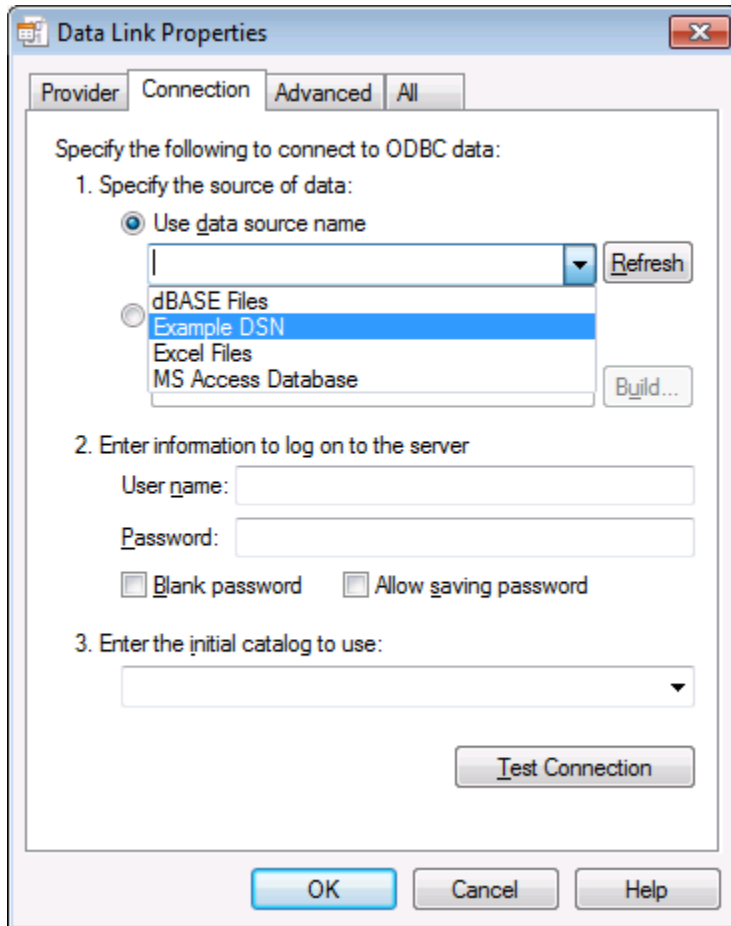 Data Link Properties
Provider Connection Advanced All
Specify the following to connect to ODBC data:
1. Specify the source of data:
Use data source name
Refresh
dBASE Files
Example DSN
Excel Files
MS Access Database
Build...
2. Enter information to log on to the server
User name:
Password:
Blank password Allow saving password
3. Enter the initial catalog to use:
Test Connection
OK Cancel Help